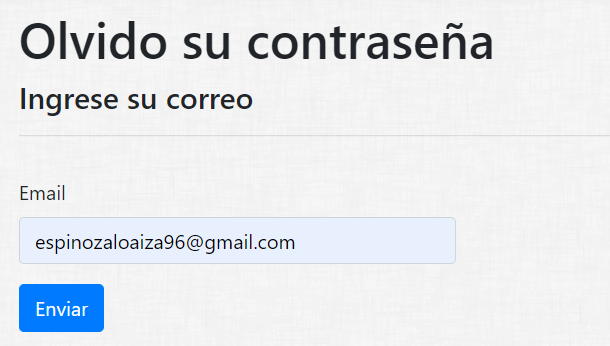 Olvido su contraseña
Ingrese su correo
Email
espinozaloaiza96@gmail.com
Enviar